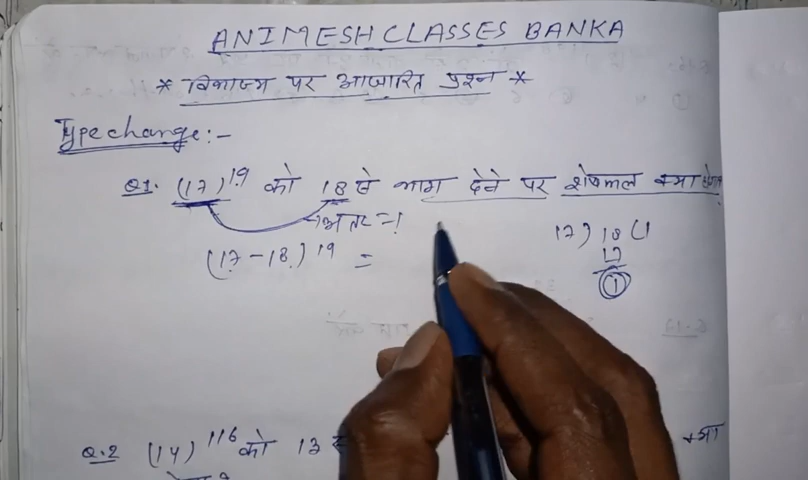 ANIMESH CLASSES BANKA
* विभाज्य पर आधारित प्रश्न *
Type change:-
Q1. (17)¹⁹ को 18 से भाग देने पर शेषफल क्या होगा
→ अंतर = 1
17) 18 (1
17
1
(17-18)¹⁹ =
Q.2 (14)¹¹⁶ को 13 क्या